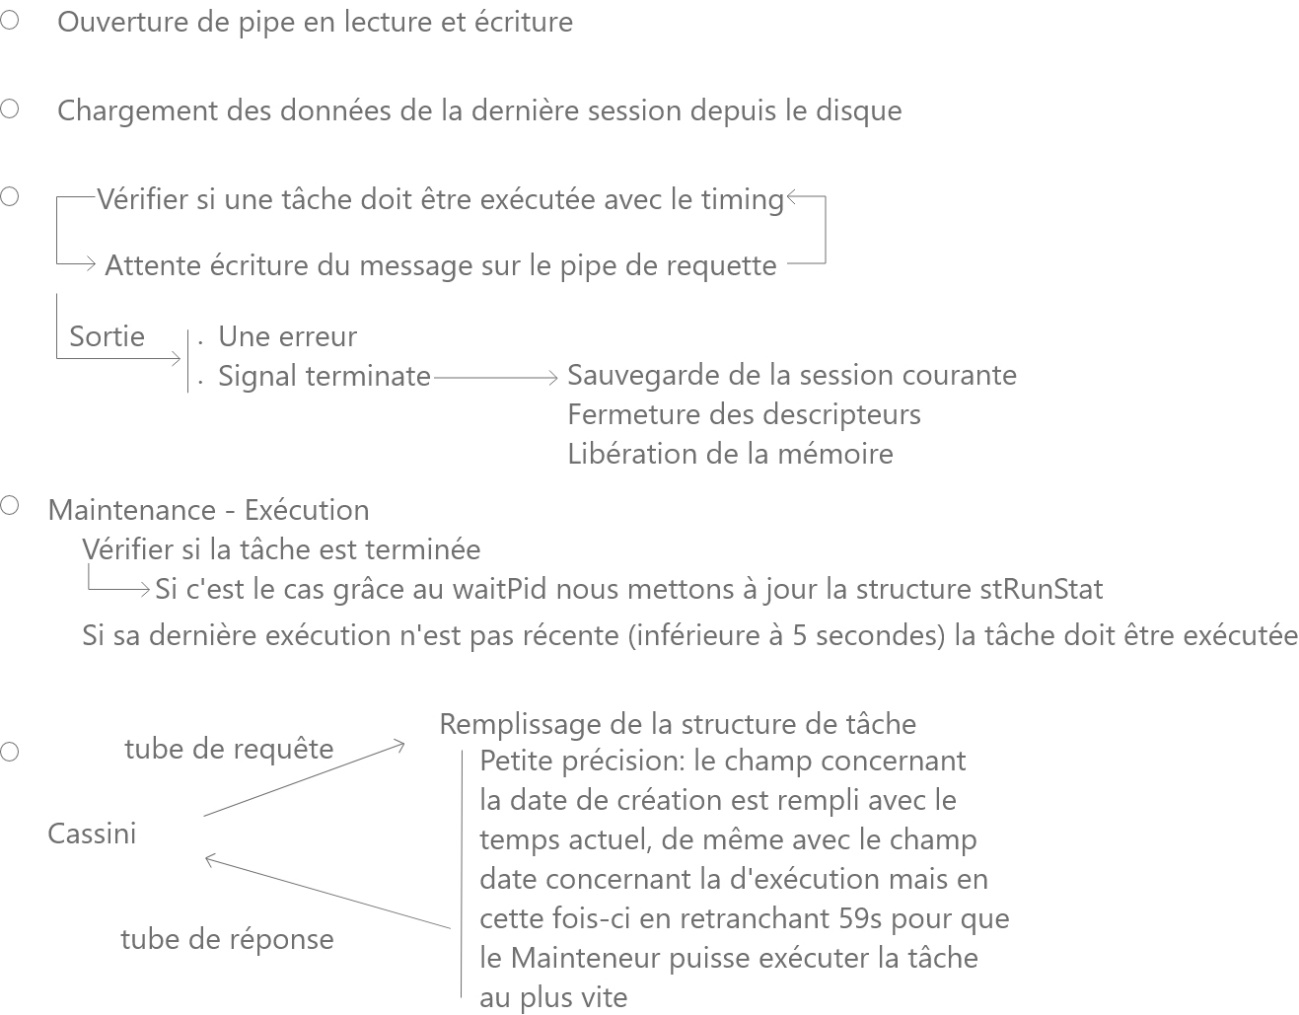 Ouverture de pipe en lecture et écriture
Chargement des données de la dernière session depuis le disque
Vérifier si une tâche doit être exécutée avec le timing
Attente écriture du message sur le pipe de requette
Sortie
. Une erreur
. Signal terminate
Sauvegarde de la session courante
Fermeture des descripteurs
Libération de la mémoire
Maintenance - Exécution
Vérifier si la tâche est terminée
Si c'est le cas grâce au waitPid nous mettons à jour la structure stRunStat
Si sa dernière exécution n'est pas récente (inférieure à 5 secondes) la tâche doit être exécutée
tube de requête
Cassini
tube de réponse
Remplissage de la structure de tâche
Petite précision: le champ concernant
la date de création est rempli avec le
temps actuel, de même avec le champ
date concernant la d'exécution mais en
cette fois-ci en retranchant 59s pour que
le Mainteneur puisse exécuter la tâche
au plus vite